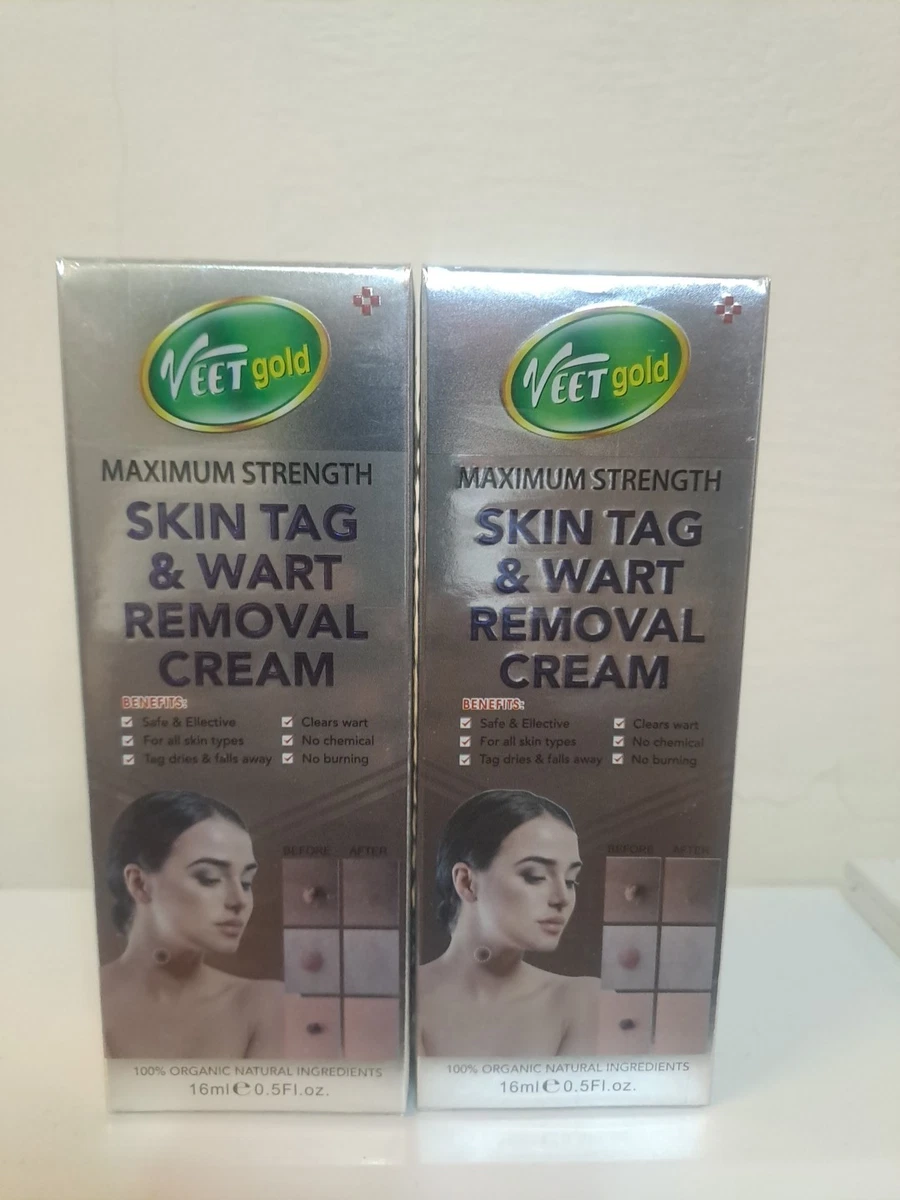 VEET gold
MAXIMUM STRENGTH
SKIN TAG
& WART
REMOVAL
CREAM
BENEFITS:
Safe & Ellective
Clears wart
For all skin types
No chemical
Tag dries & falls away
No burning
BEFORE AFTER
100% ORGANIC NATURAL INGREDIENTS
16ml e 0.5Fl.oz.
VEET gold
MAXIMUM STRENGTH
SKIN TAG
& WART
REMOVAL
CREAM
BENEFITS:
Safe & Ellective
Clears wart
For all skin types
No chemical
Tag dries & falls away
No burning
BEFORE AFTER
100% ORGANIC NATURAL INGREDIENTS
16ml e 0.5Fl.oz.